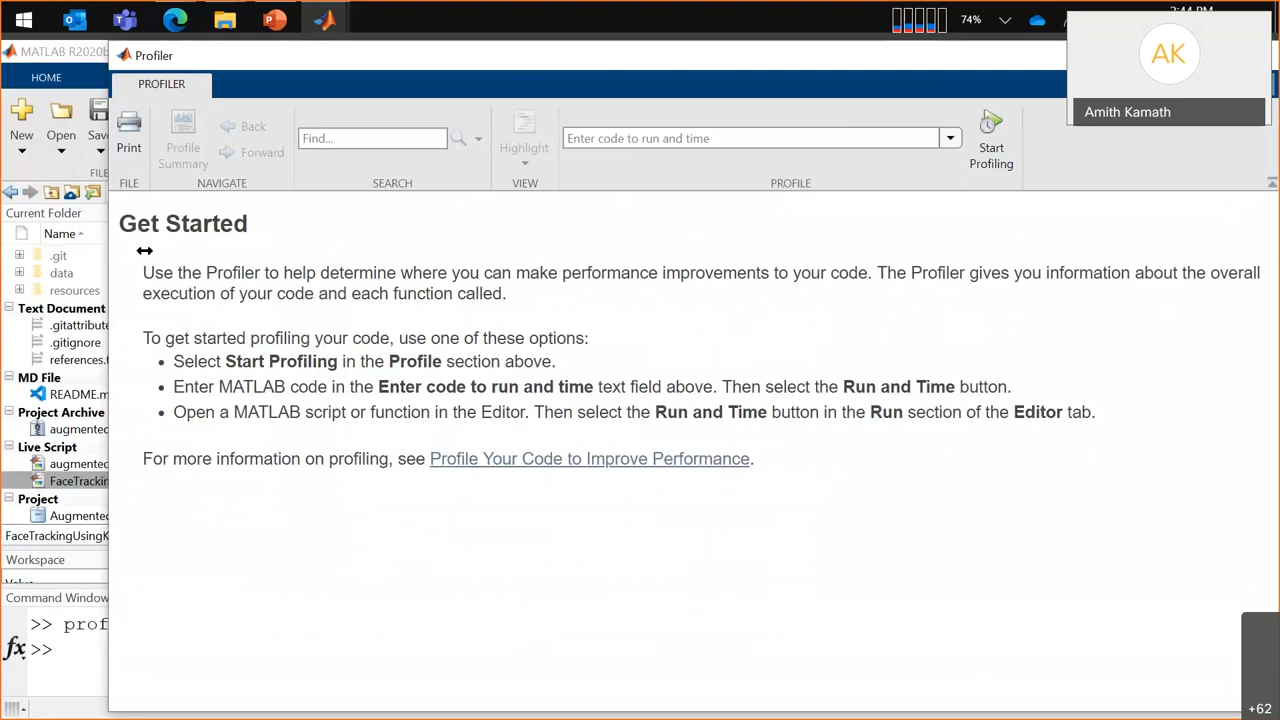 74%
MATLAB R2020b
Profiler
AK
Amith Kamath
HOME
PROFILER
New
Open
Save
FILE
Print
Profile
Summary
Back
Forward
Find...
Highlight
Enter code to run and time
Start
Profiling
FILE
NAVIGATE
SEARCH
VIEW
PROFILE
Current Folder
Name
.git
data
resources
Text Document
.gitattribute
.gitignore
references.t
MD File
README.m
Project Archive
augmented
Live Script
augmented
FaceTrackin
Project
Augmented
FaceTrackingUsingK
Workspace
Value
Command Window
>> prof
fx >>
Get Started
Use the Profiler to help determine where you can make performance improvements to your code. The Profiler gives you information about the overall
execution of your code and each function called.
To get started profiling your code, use one of these options:
• Select Start Profiling in the Profile section above.
• Enter MATLAB code in the Enter code to run and time text field above. Then select the Run and Time button.
• Open a MATLAB script or function in the Editor. Then select the Run and Time button in the Run section of the Editor tab.
For more information on profiling, see Profile Your Code to Improve Performance.
+62